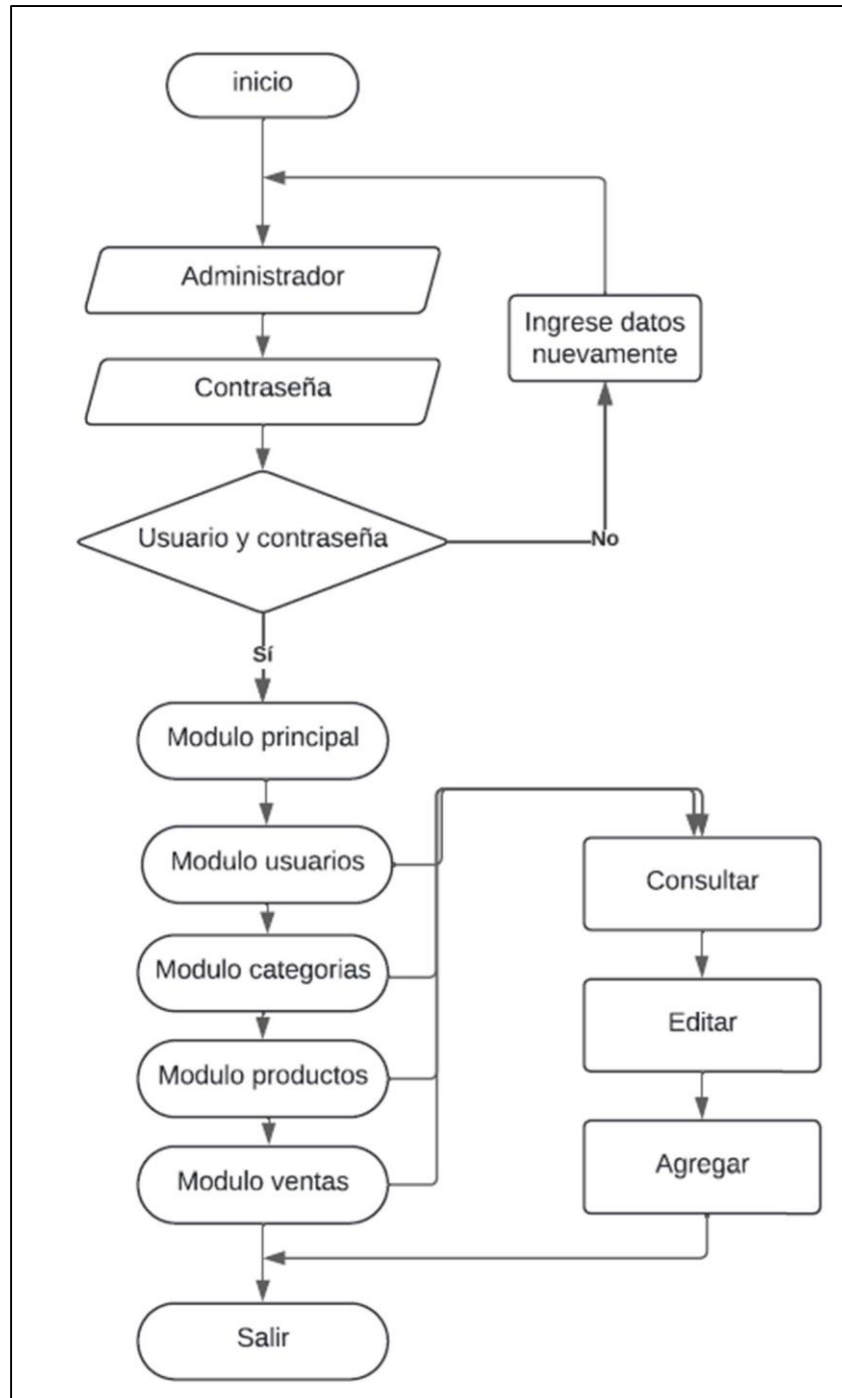 inicio
Administrador
Contraseña
Usuario y contraseña
No
Ingrese datos
nuevamente
Sí
Modulo principal
Modulo usuarios
Modulo categorias
Modulo productos
Modulo ventas
Consultar
Editar
Agregar
Salir